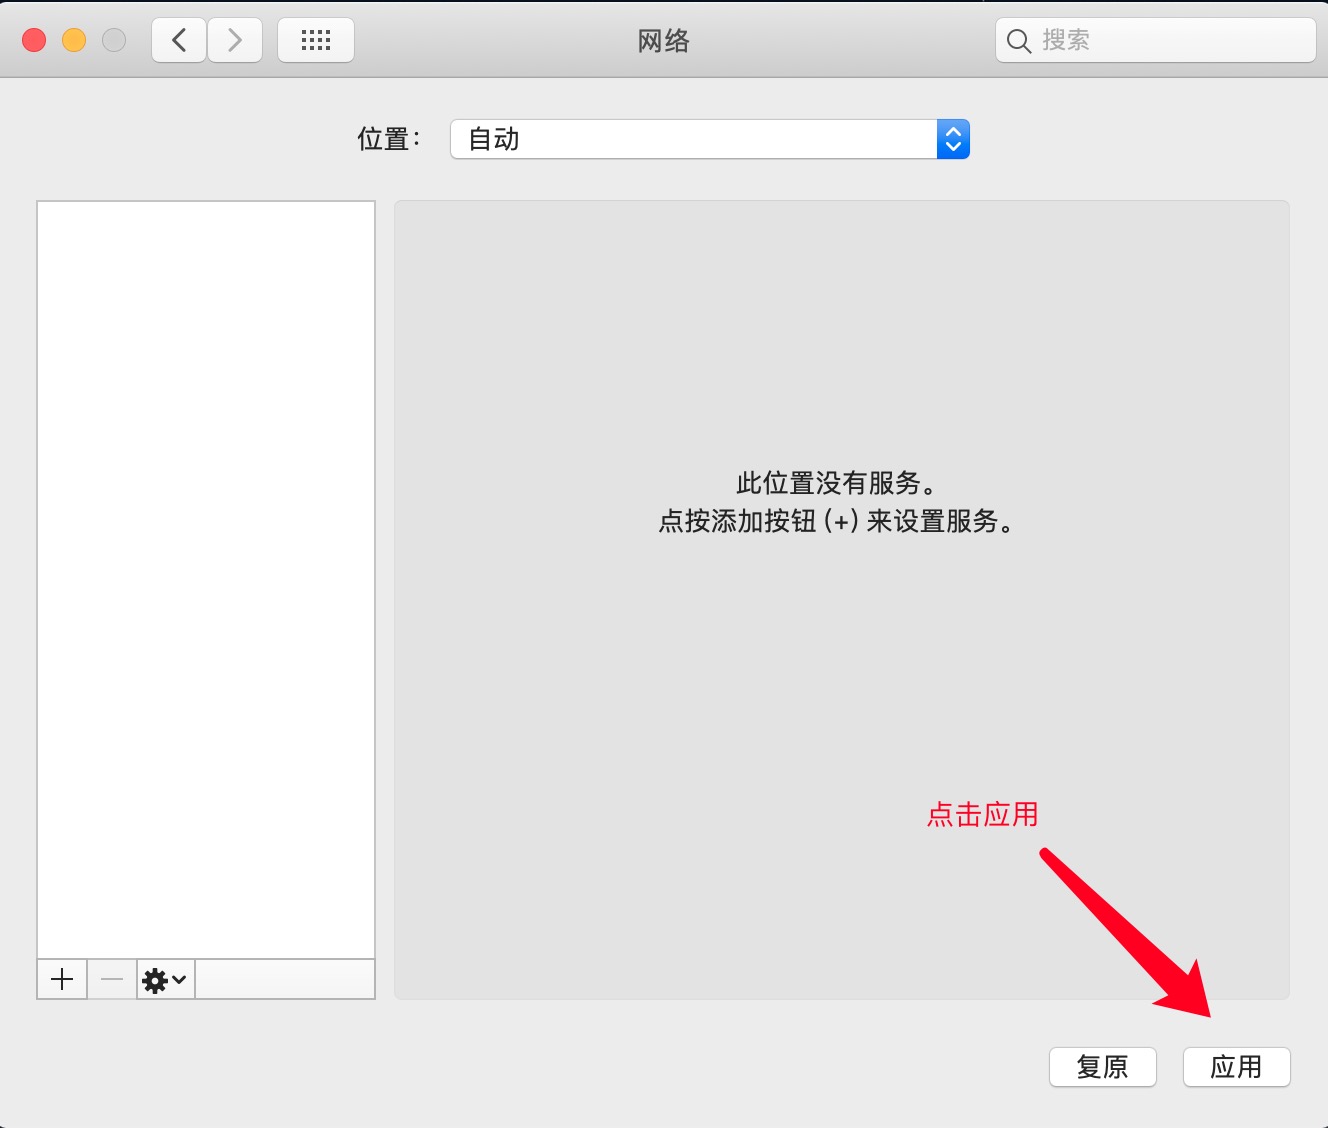 网络
搜索
位置：
自动
此位置没有服务。
点按添加按钮 (+) 来设置服务。
点击应用
复原
应用